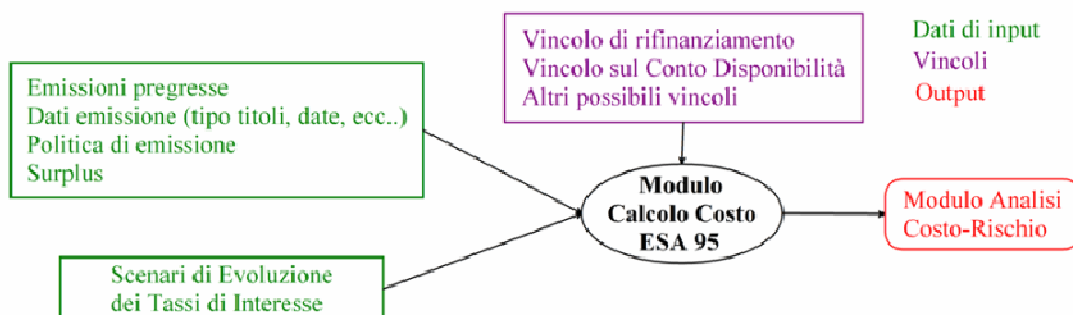 Vincolo di rifinanziamento
Vincolo sul Conto Disponibilità
Altri possibili vincoli
Dati di input
Vincoli
Output
Emissioni pregresse
Dati emissione (tipo titoli, date, ecc..)
Politica di emissione
Surplus
Modulo
Calcolo Costo
ESA 95
Modulo Analisi
Costo-Rischio
Scenari di Evoluzione
dei Tassi di Interesse